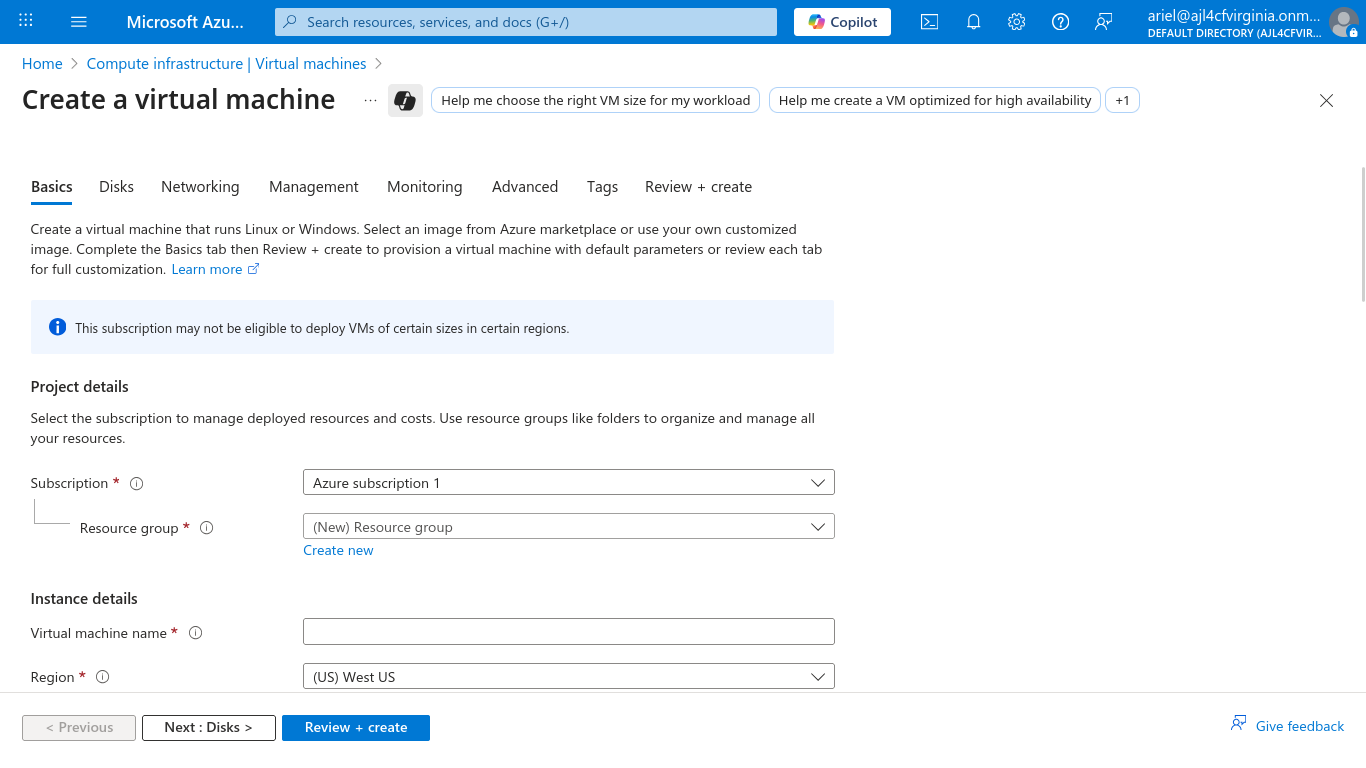 Microsoft Azu...
Search resources, services, and docs (G+/)
Copilot
ariel@ajl4cfvirginia.onm...
DEFAULT DIRECTORY (AJL4CFVIR...
Home > Compute infrastructure | Virtual machines >
Create a virtual machine
...
Help me choose the right VM size for my workload
Help me create a VM optimized for high availability
+1
Basics
Disks
Networking
Management
Monitoring
Advanced
Tags
Review + create
Create a virtual machine that runs Linux or Windows. Select an image from Azure marketplace or use your own customized
image. Complete the Basics tab then Review + create to provision a virtual machine with default parameters or review each tab
for full customization. Learn more
This subscription may not be eligible to deploy VMs of certain sizes in certain regions.
Project details
Select the subscription to manage deployed resources and costs. Use resource groups like folders to organize and manage all
your resources.
Subscription *
Azure subscription 1
Resource group *
(New) Resource group
Create new
Instance details
Virtual machine name *
Region *
(US) West US
< Previous
Next : Disks >
Review + create
Give feedback